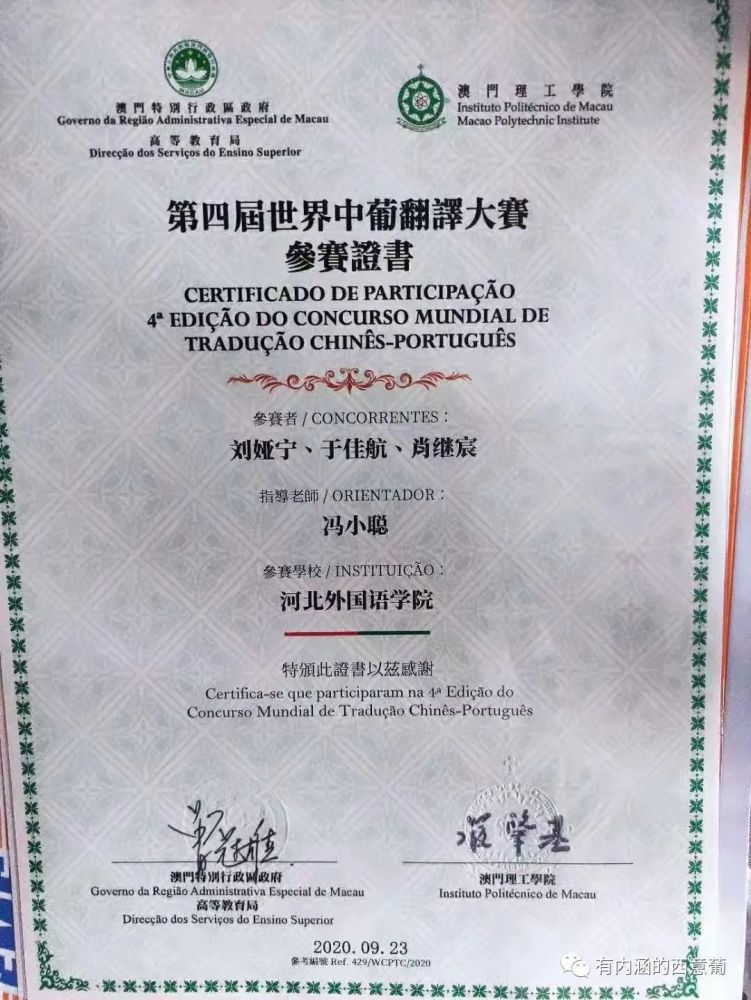 澳門特別行政區政府
Governo da Região Administrativa Especial de Macau
高等教育局
Direcção dos Serviços do Ensino Superior
MACAU
澳門理工學院
Instituto Politécnico de Macau
Macao Polytechnic Institute
第四屆世界中葡翻譯大賽
參賽證書
CERTIFICADO DE PARTICIPAÇÃO
4ª EDIÇÃO DO CONCURSO MUNDIAL DE
TRADUÇÃO CHINÊS-PORTUGUÊS
參賽者 / CONCORRENTES：
刘娅宁、于佳航、肖继宸
指導老師 / ORIENTADOR：
冯小聪
參賽學校 / INSTITUIÇÃO：
河北外国语学院
特頒此證書以茲感謝
Certifica-se que participaram na 4ª Edição do
Concurso Mundial de Tradução Chinês-Português
澳門特別行政區政府
Governo da Região Administrativa Especial de Macau
高等教育局
Direcção dos Serviços do Ensino Superior
澳門理工學院
Instituto Politécnico de Macau
2020.09.23
參考編號 Ref. 429/WCPTC/2020
有内涵的西意葡